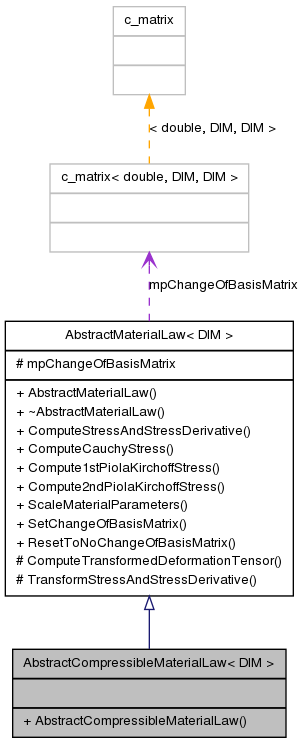 c_matrix
< double, DIM, DIM >
c_matrix< double, DIM, DIM >
mpChangeOfBasisMatrix
AbstractMaterialLaw< DIM >
# mpChangeOfBasisMatrix
+ AbstractMaterialLaw()
+ ~AbstractMaterialLaw()
+ ComputeStressAndStressDerivative()
+ ComputeCauchyStress()
+ Compute1stPiolaKirchoffStress()
+ Compute2ndPiolaKirchoffStress()
+ ScaleMaterialParameters()
+ SetChangeOfBasisMatrix()
+ ResetToNoChangeOfBasisMatrix()
# ComputeTransformedDeformationTensor()
# TransformStressAndStressDerivative()
AbstractCompressibleMaterialLaw< DIM >
+ AbstractCompressibleMaterialLaw()